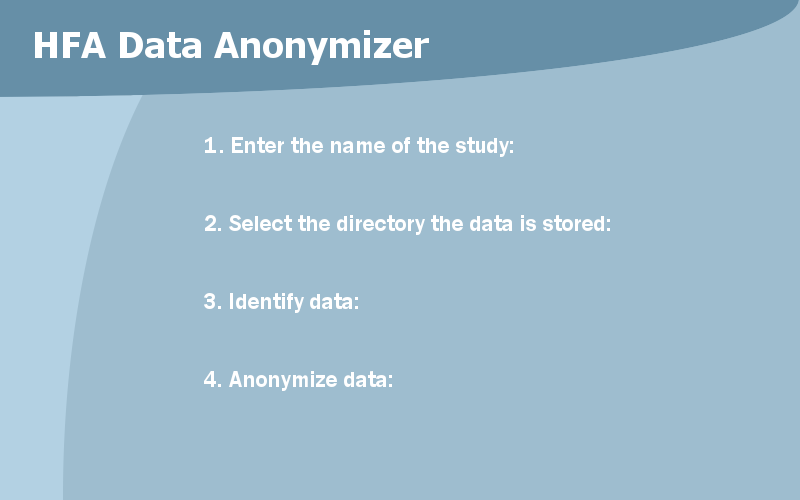 HFA Data Anonymizer
1. Enter the name of the study:
2. Select the directory the data is stored:
3. Identify data:
4. Anonymize data: